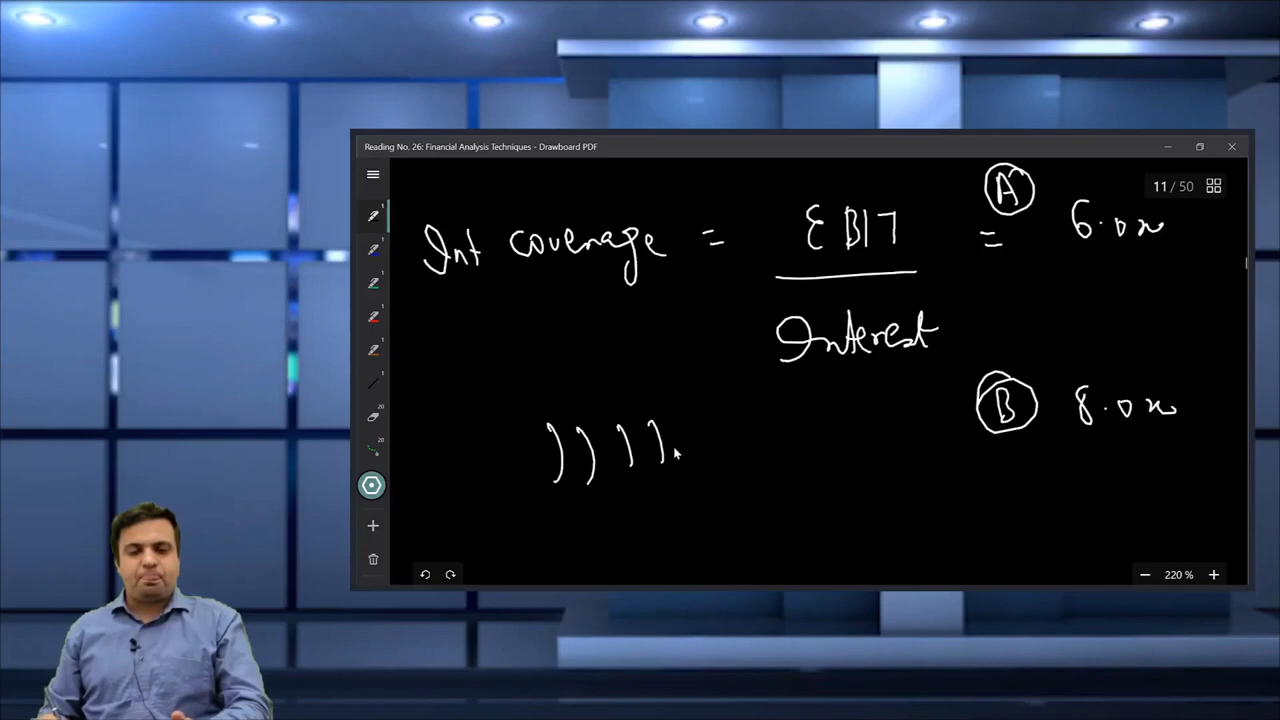 Reading No. 26: Financial Analysis Techniques - Drawboard PDF
11 / 50
Int coverage = EBIT / Interest = A 6.0x
B 8.0x
220 %